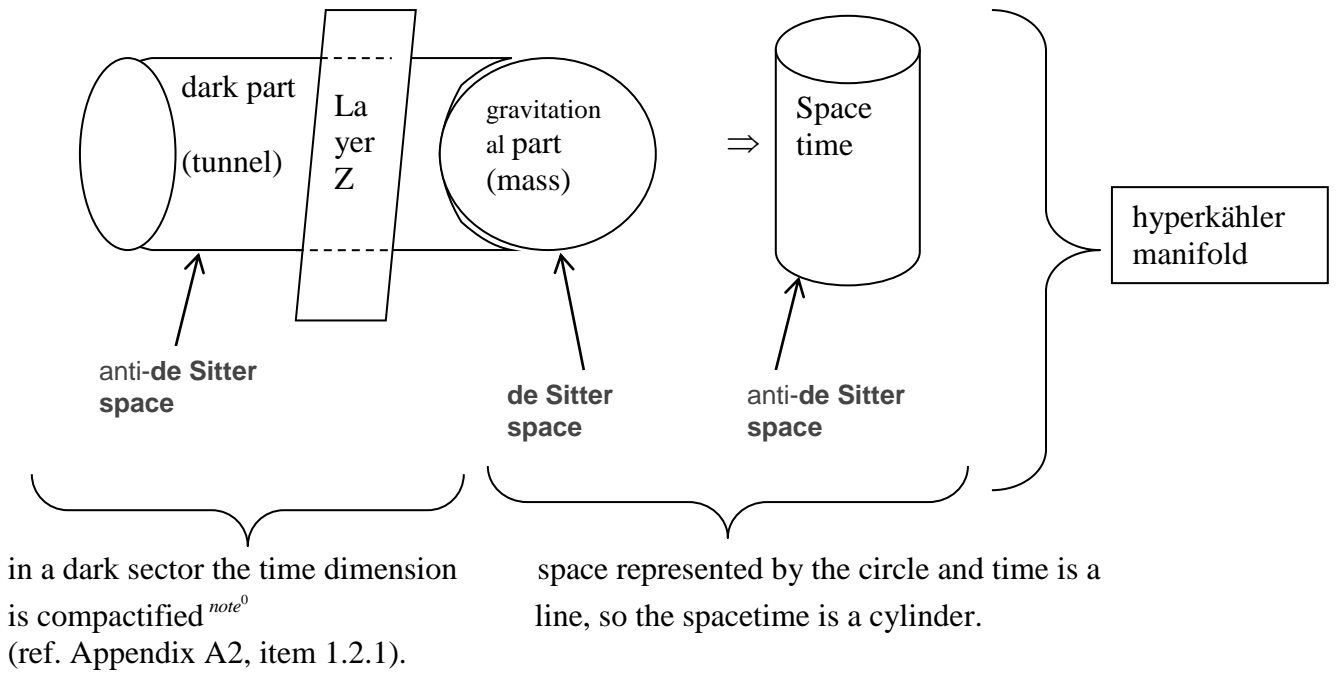 dark part
(tunnel)
La
yer
Z
gravitation
al part
(mass)
⇒
Space
time
hyperkähler
manifold
anti-de Sitter
space
de Sitter
space
anti-de Sitter
space
in a dark sector the time dimension
is compactified note⁰
(ref. Appendix A2, item 1.2.1).
space represented by the circle and time is a
line, so the spacetime is a cylinder.